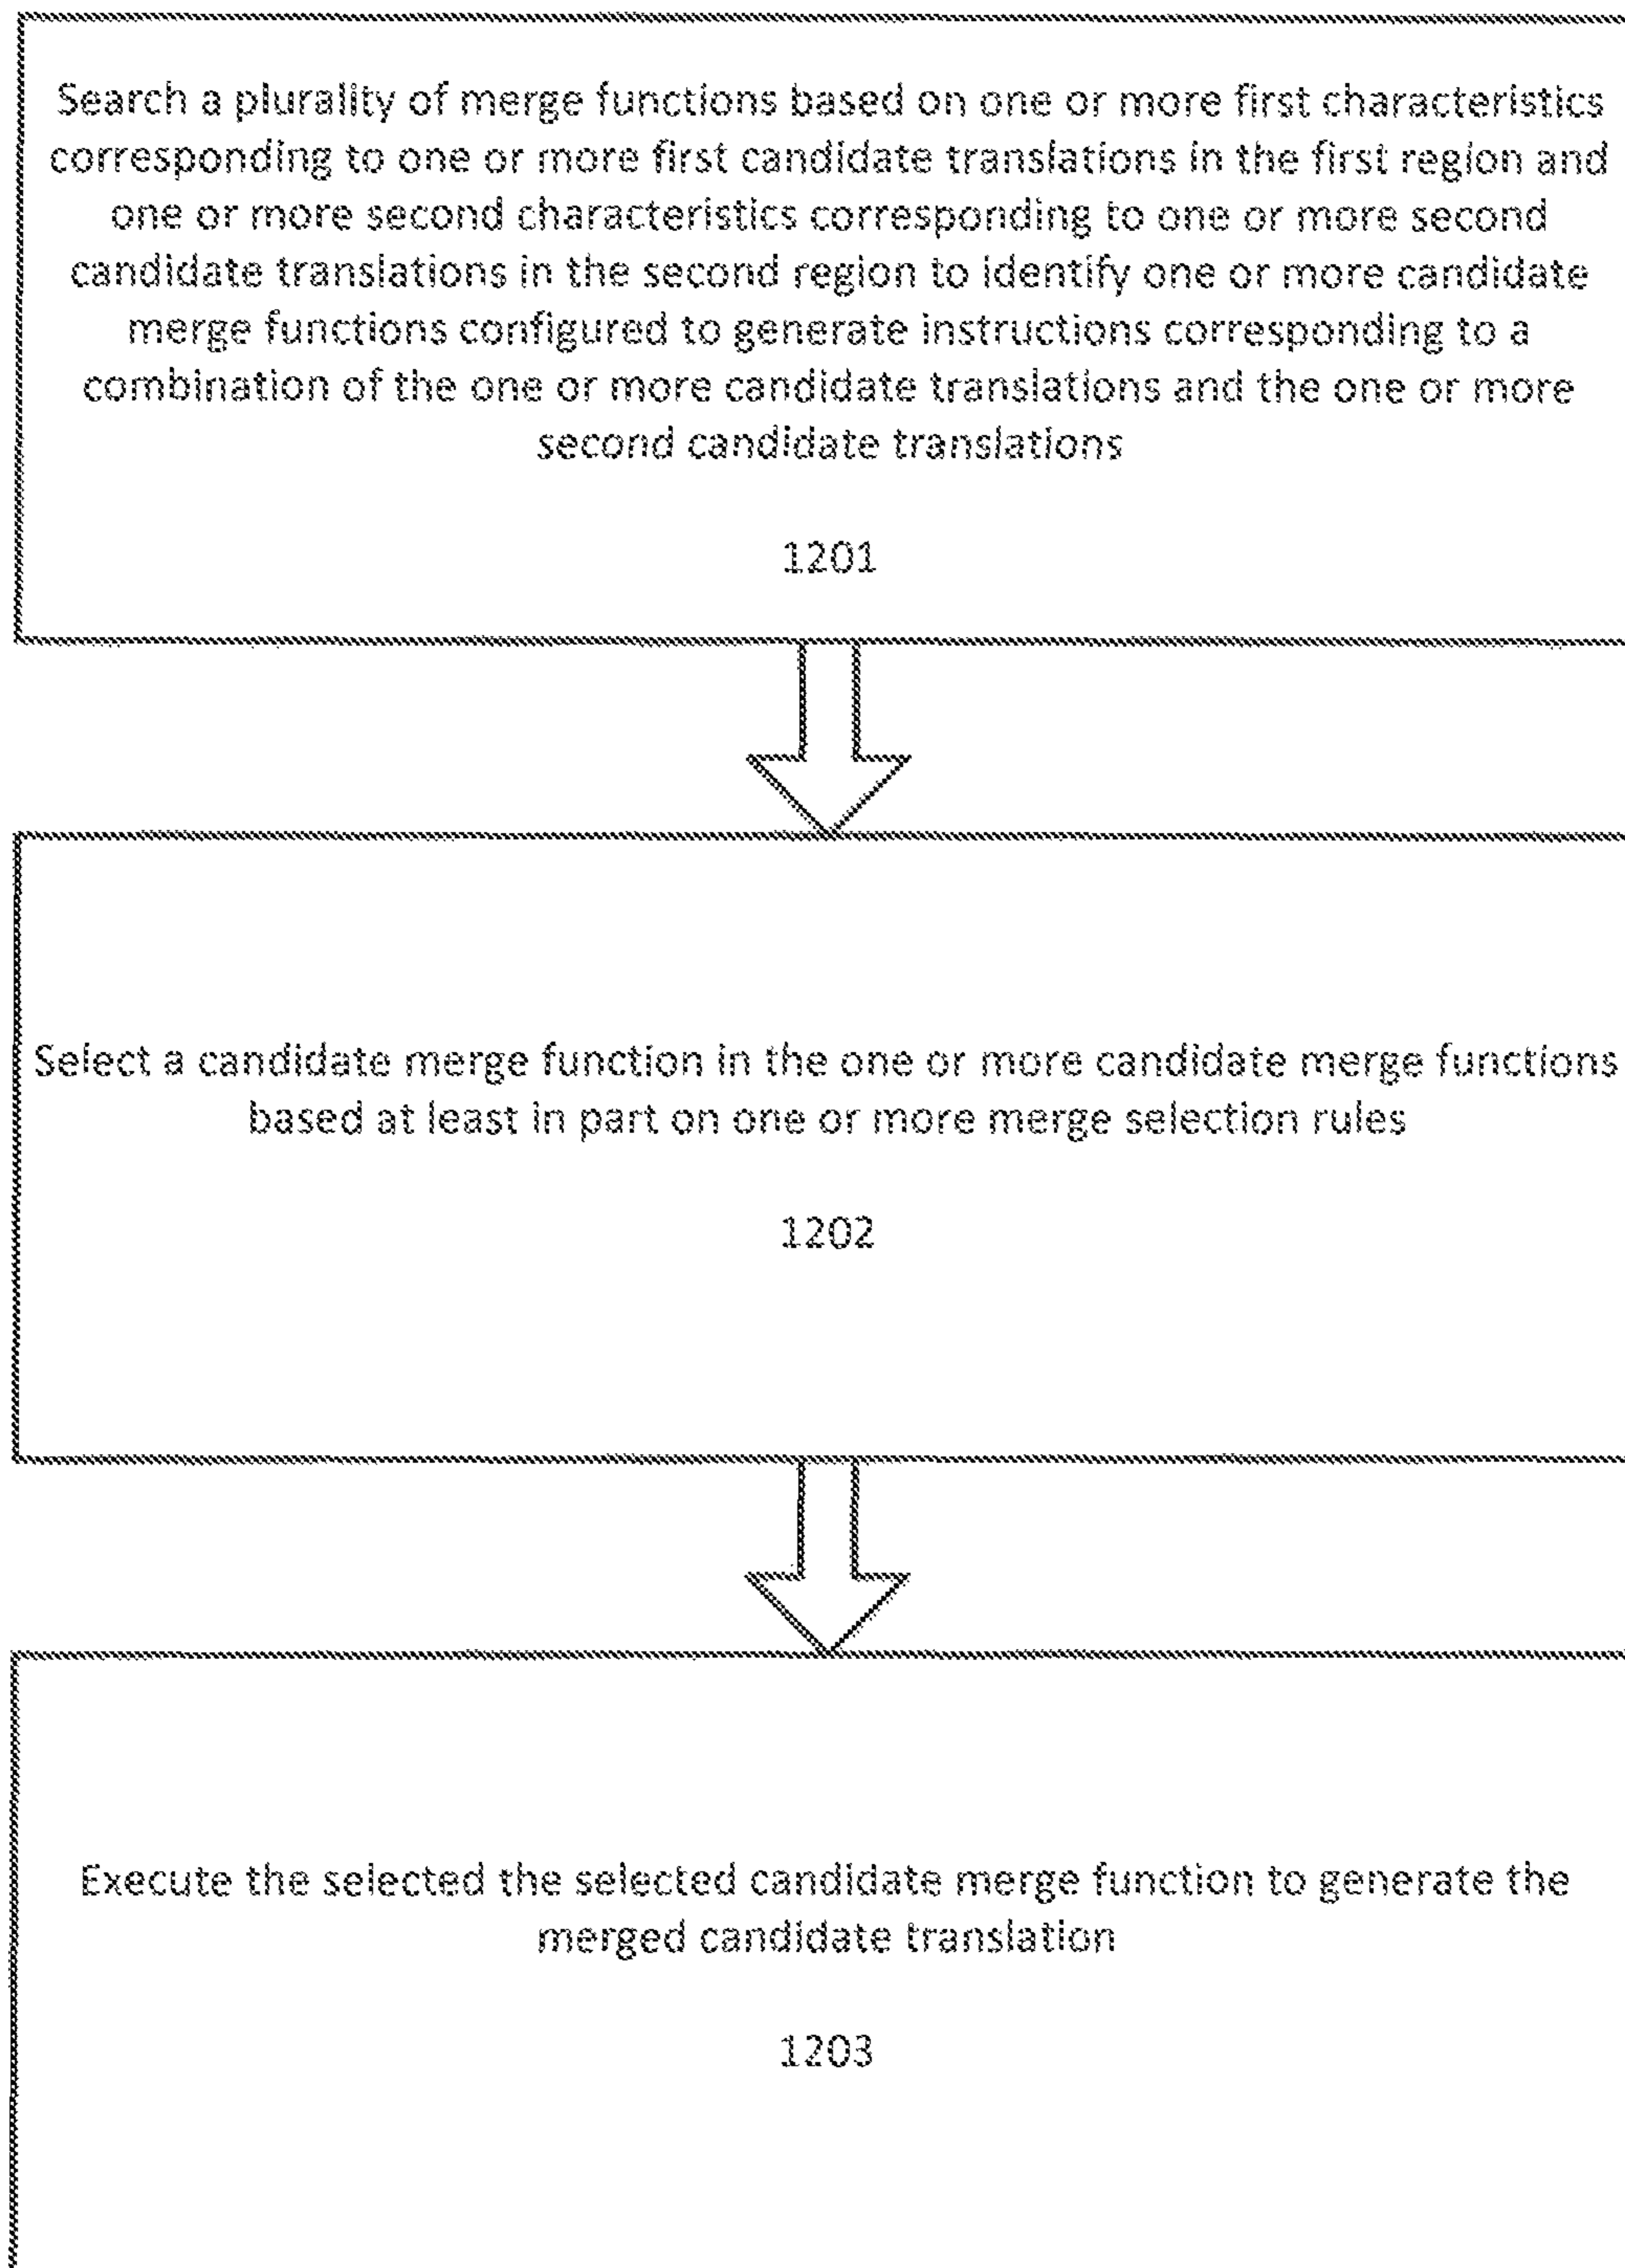 Search a plurality of merge functions based on one or more first characteristics
corresponding to one or more first candidate translations in the first region and
one or more second characteristics corresponding to one or more second
candidate translations in the second region to identify one or more candidate
merge functions configured to generate instructions corresponding to a
combination of the one or more candidate translations and the one or more
second candidate translations
1201
Select a candidate merge function in the one or more candidate merge functions
based at least in part on one or more merge selection rules
1202
Execute the selected the selected candidate merge function to generate the
merged candidate translation
1203